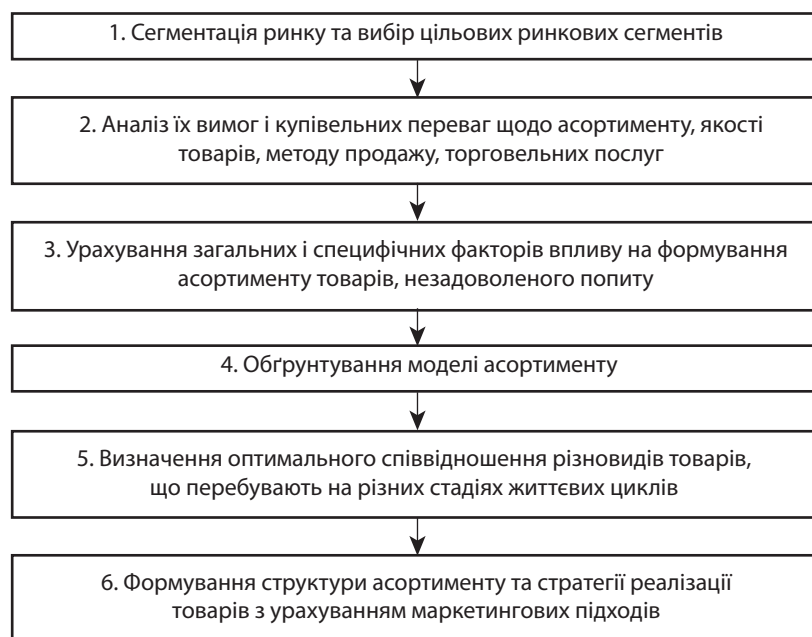 1. Сегментація ринку та вибір цільових ринкових сегментів
2. Аналіз їх вимог і купівельних переваг щодо асортименту, якості
товарів, методу продажу, торговельних послуг
3. Урахування загальних і специфічних факторів впливу на формування
асортименту товарів, незадоволеного попиту
4. Обґрунтування моделі асортименту
5. Визначення оптимального співвідношення різновидів товарів,
що перебувають на різних стадіях життєвих циклів
6. Формування структури асортименту та стратегії реалізації
товарів з урахуванням маркетингових підходів